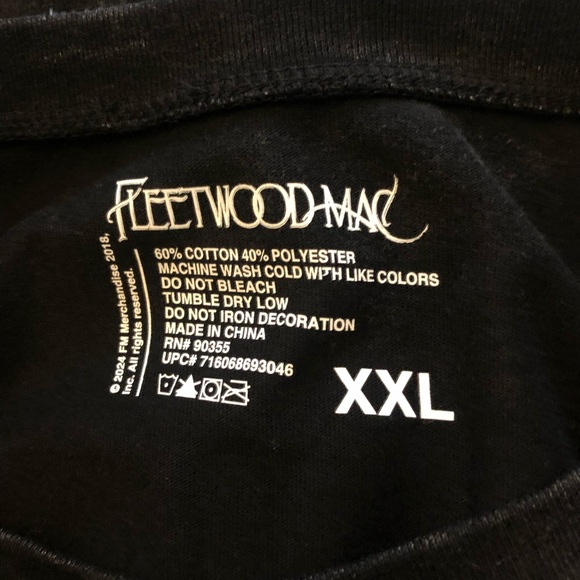 FLEETWOOD MAC
60% COTTON 40% POLYESTER
MACHINE WASH COLD WITH LIKE COLORS
DO NOT BLEACH
TUMBLE DRY LOW
DO NOT IRON DECORATION
MADE IN CHINA
RN# 90355
UPC# 716068693046
XXL
© 2024 FM Merchandise 2018,
Inc. All rights reserved.